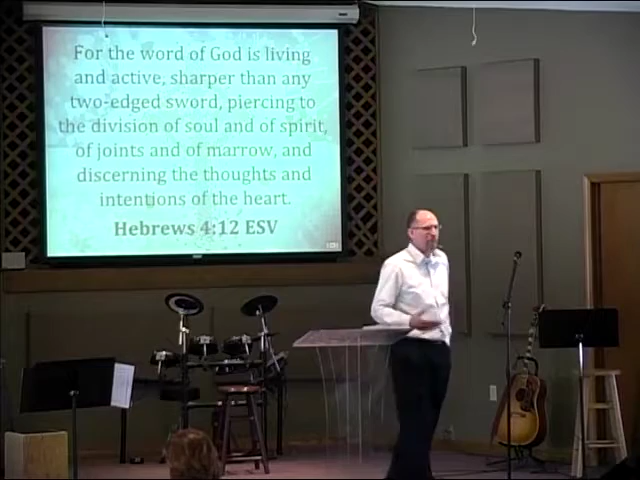 For the word of God is living
and active, sharper than any
two-edged sword, piercing to
the division of soul and of spirit,
of joints and of marrow, and
discerning the thoughts and
intentions of the heart.
Hebrews 4:12 ESV